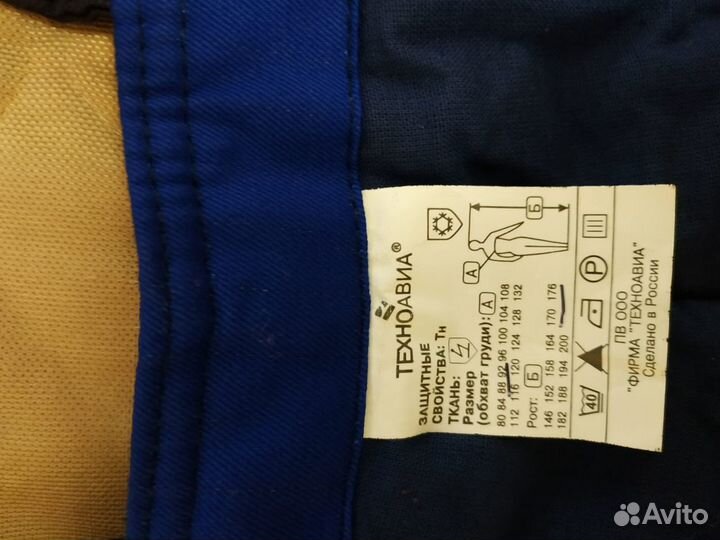 ТЕХНОАВИА®
ЗАЩИТНЫЕ
СВОЙСТВА: Тн
ТКАНЬ:
Размер
(обхват груди): А
80 84 88 92 96 100 104 108
112 116 120 124 128 132
Рост: Б
146 152 158 164 170 176
182 188 194 200
А
Б
40
P
ПВ ООО
"ФИРМА "ТЕХНОАВИА"
Сделано в России
Avito